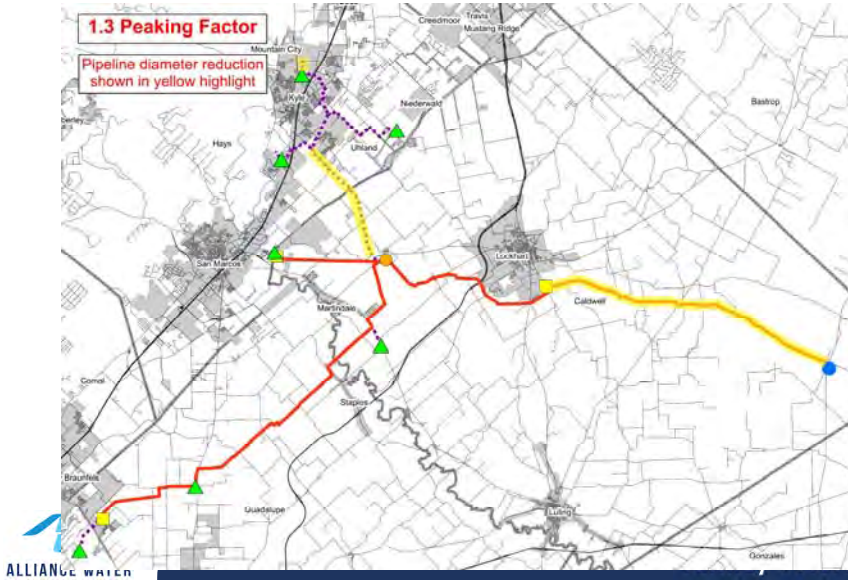 1.3 Peaking Factor
Pipeline diameter reduction
shown in yellow highlight
Creedmoor
Travis
Mustang Ridge
Mountain City
Kyle
Niederwald
Bastrop
Hays
Uhland
San Marcos
Lockhart
Caldwell
Martindale
Comal
Staples
Braunfels
Guadalupe
Luling
Gonzales
ALLIANCE WATER